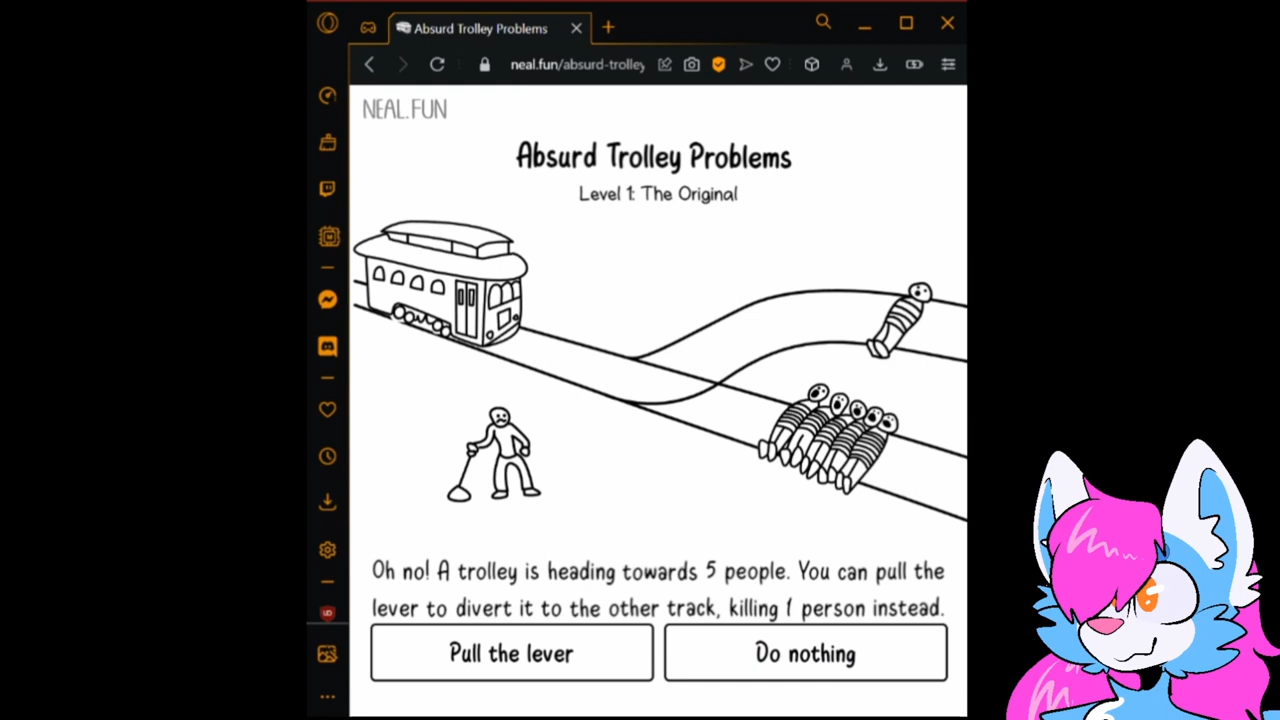 Absurd Trolley Problems
neal.fun/absurd-trolley
NEAL.FUN
Absurd Trolley Problems
Level 1: The Original
Oh no! A trolley is heading towards 5 people. You can pull the
lever to divert it to the other track, killing 1 person instead.
Pull the lever
Do nothing